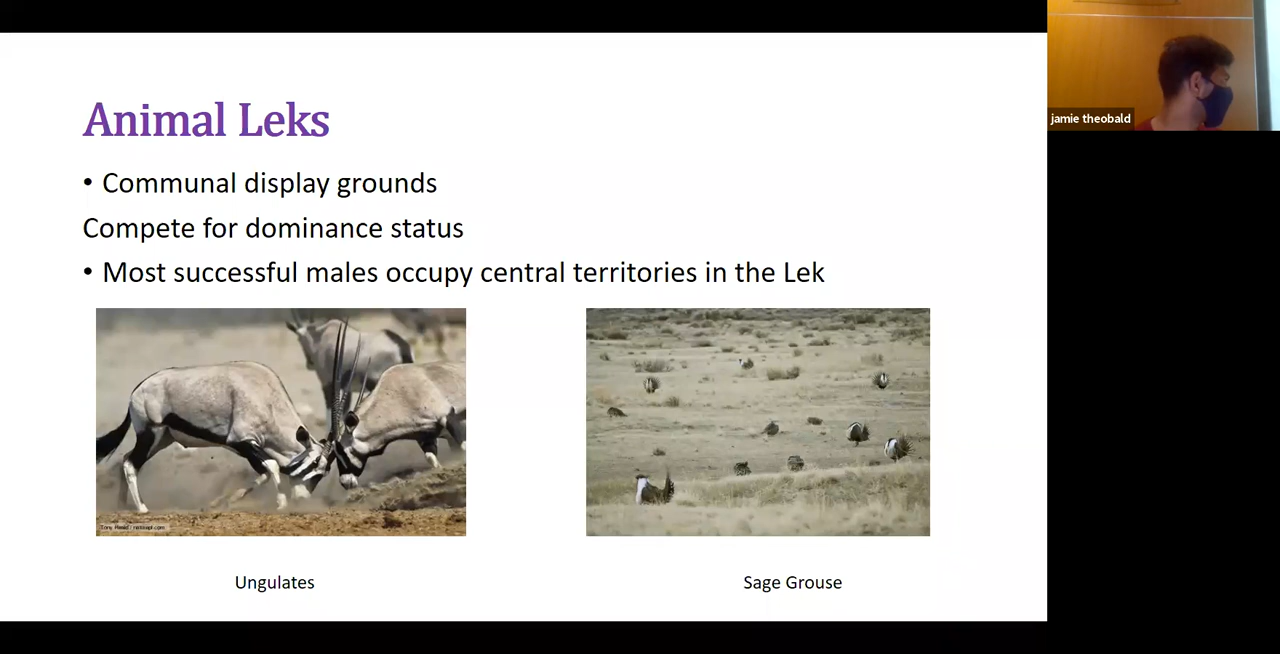 Animal Leks
• Communal display grounds
Compete for dominance status
• Most successful males occupy central territories in the Lek
Ungulates
Sage Grouse
jamie theobald